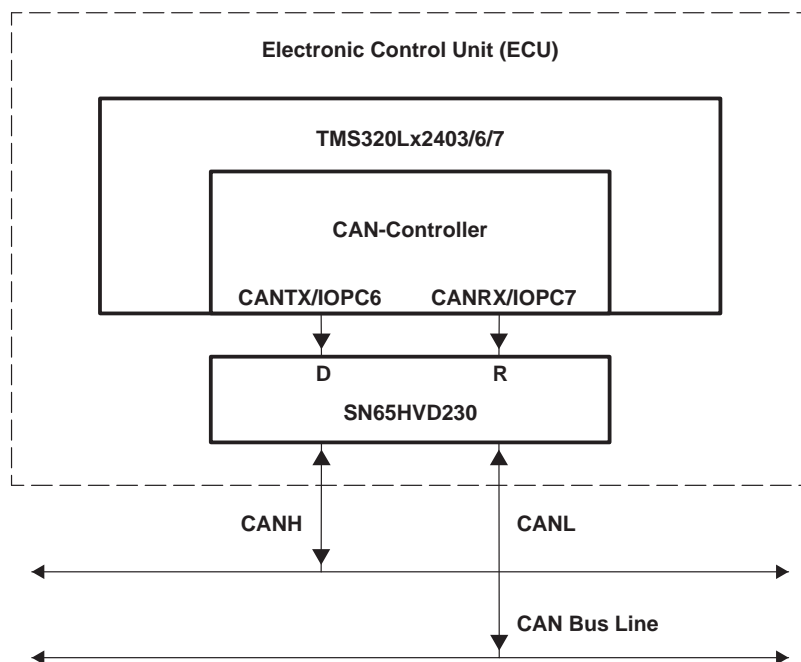 Electronic Control Unit (ECU)
TMS320Lx2403/6/7
CAN-Controller
CANTX/IOPC6 CANRX/IOPC7
D R
SN65HVD230
CANH CANL
CAN Bus Line